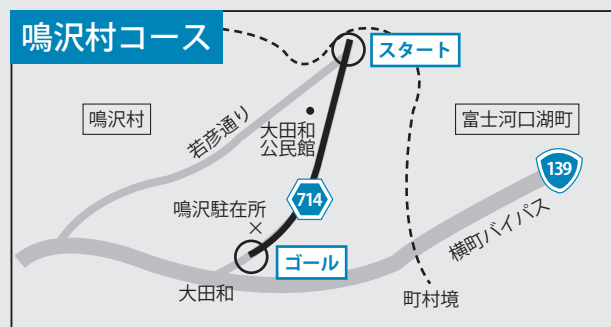 鳴沢村コース
スタート
鳴沢村
若彦通り
大田和
公民館
富士河口湖町
139
714
鳴沢駐在所
横町バイパス
ゴール
大田和
町村境